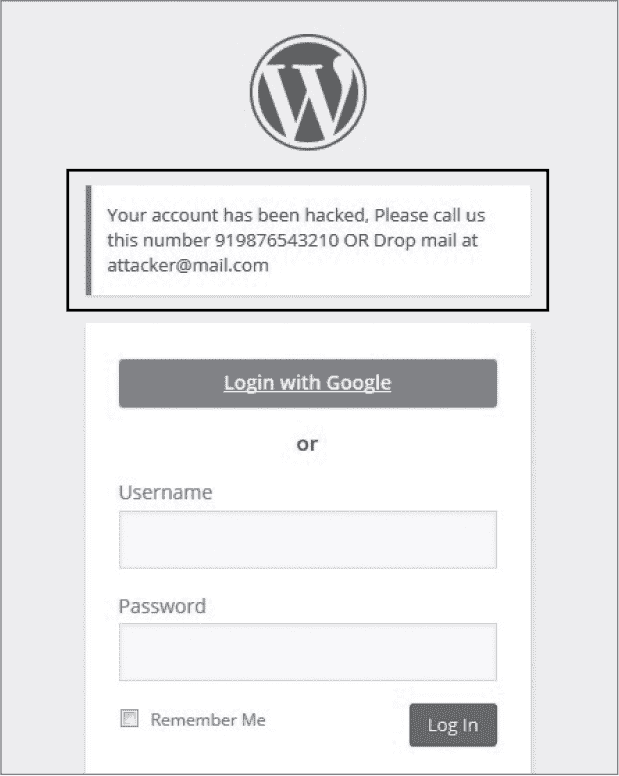 Your account has been hacked, Please call us
this number 919876543210 OR Drop mail at
attacker@mail.com
Login with Google
or
Username
Password
Remember Me
Log In